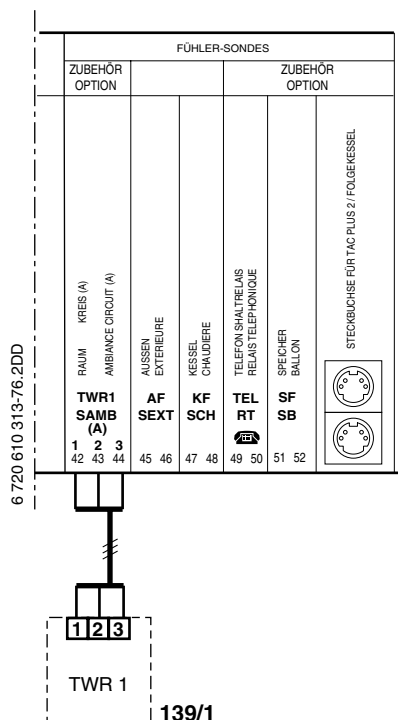 FÜHLER-SONDES
ZUBEHÖR
OPTION
ZUBEHÖR
OPTION
RAUM KREIS (A)
AMBIANCE CIRCUIT (A)
AUSSEN
EXTERIEURE
KESSEL
CHAUDIERE
TELEFON SHALTRELAIS
RELAIS TELEPHONIQUE
SPEICHER
BALLON
STECKBUCHSE FÜR TAC PLUS 2 / FOLGEKESSEL
TWR1
SAMB
(A)
AF
SEXT
KF
SCH
TEL
RT
SF
SB
1 2 3
42 43 44 45 46 47 48 49 50 51 52
6 720 610 313-76.2DD
1 2 3
TWR 1
139/1